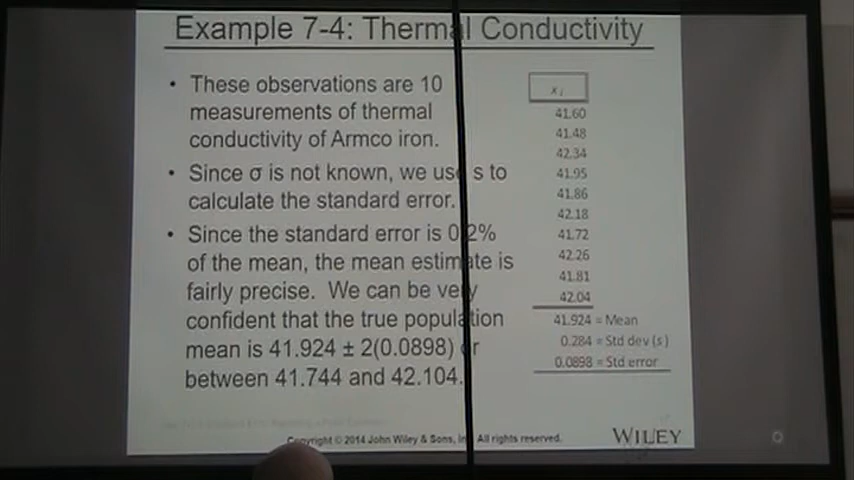 Example 7-4: Thermal Conductivity
• These observations are 10
measurements of thermal
conductivity of Armco iron.
• Since σ is not known, we use s to
calculate the standard error.
• Since the standard error is 0.2%
of the mean, the mean estimate is
fairly precise. We can be very
confident that the true population
mean is 41.924 ± 2(0.0898) or
between 41.744 and 42.104.
xi
41.60
41.48
42.34
41.95
41.86
42.18
41.72
42.26
41.81
42.04
41.924 = Mean
0.284 = Std dev (s)
0.0898 = Std error
Copyright © 2014 John Wiley & Sons, Inc. All rights reserved.
WILEY